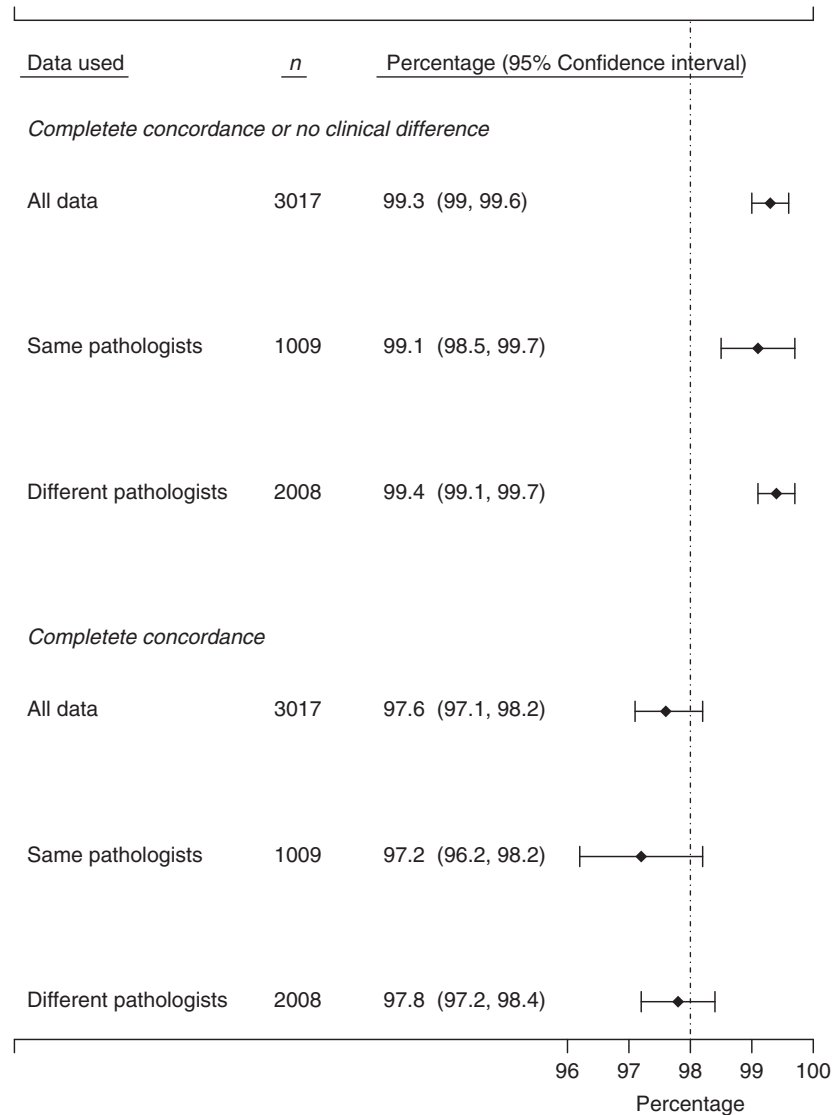 Data used n Percentage (95% Confidence interval)
Completete concordance or no clinical difference
All data 3017 99.3 (99, 99.6)
Same pathologists 1009 99.1 (98.5, 99.7)
Different pathologists 2008 99.4 (99.1, 99.7)
Completete concordance
All data 3017 97.6 (97.1, 98.2)
Same pathologists 1009 97.2 (96.2, 98.2)
Different pathologists 2008 97.8 (97.2, 98.4)
96 97 98 99 100
Percentage